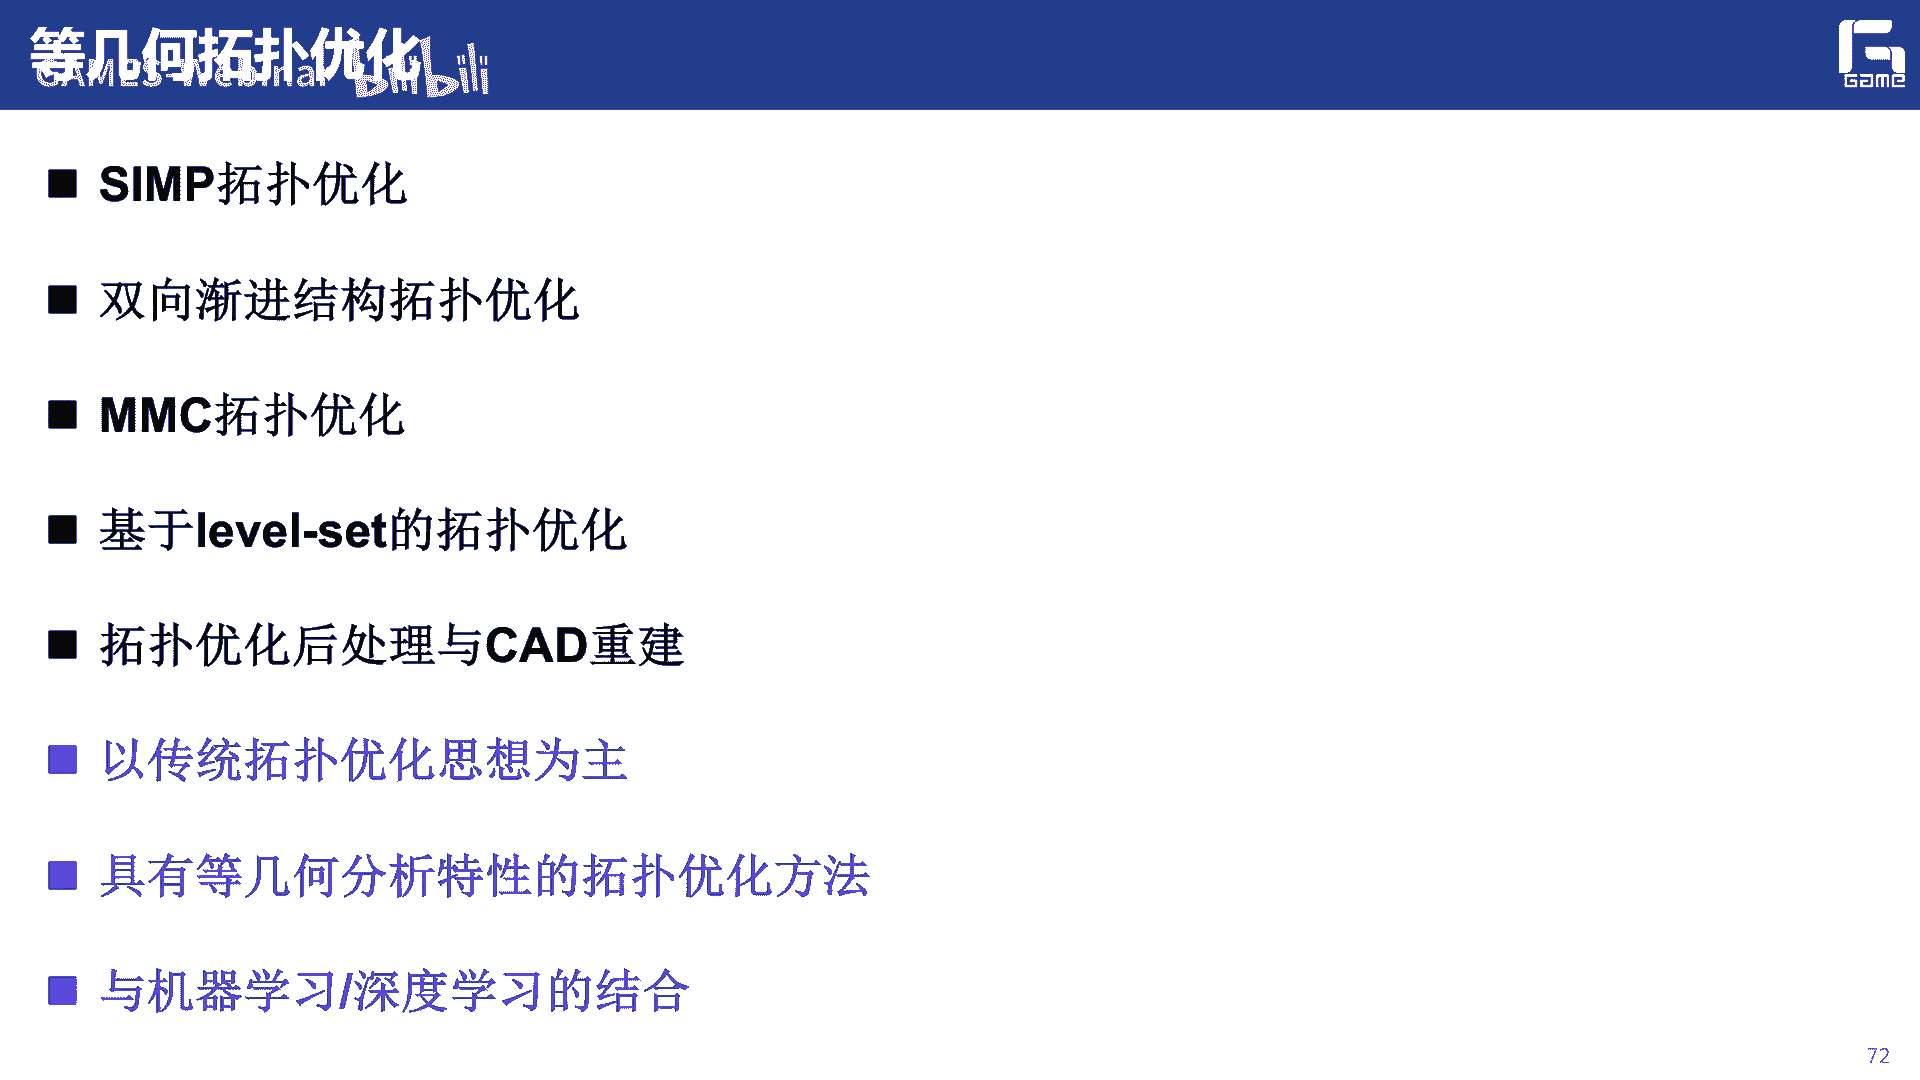 等几何拓扑优化
GAMES-Webinar bilibili
GAME
SIMP拓扑优化
双向渐进结构拓扑优化
MMC拓扑优化
基于level-set的拓扑优化
拓扑优化后处理与CAD重建
以传统拓扑优化思想为主
具有等几何分析特性的拓扑优化方法
与机器学习/深度学习的结合
72